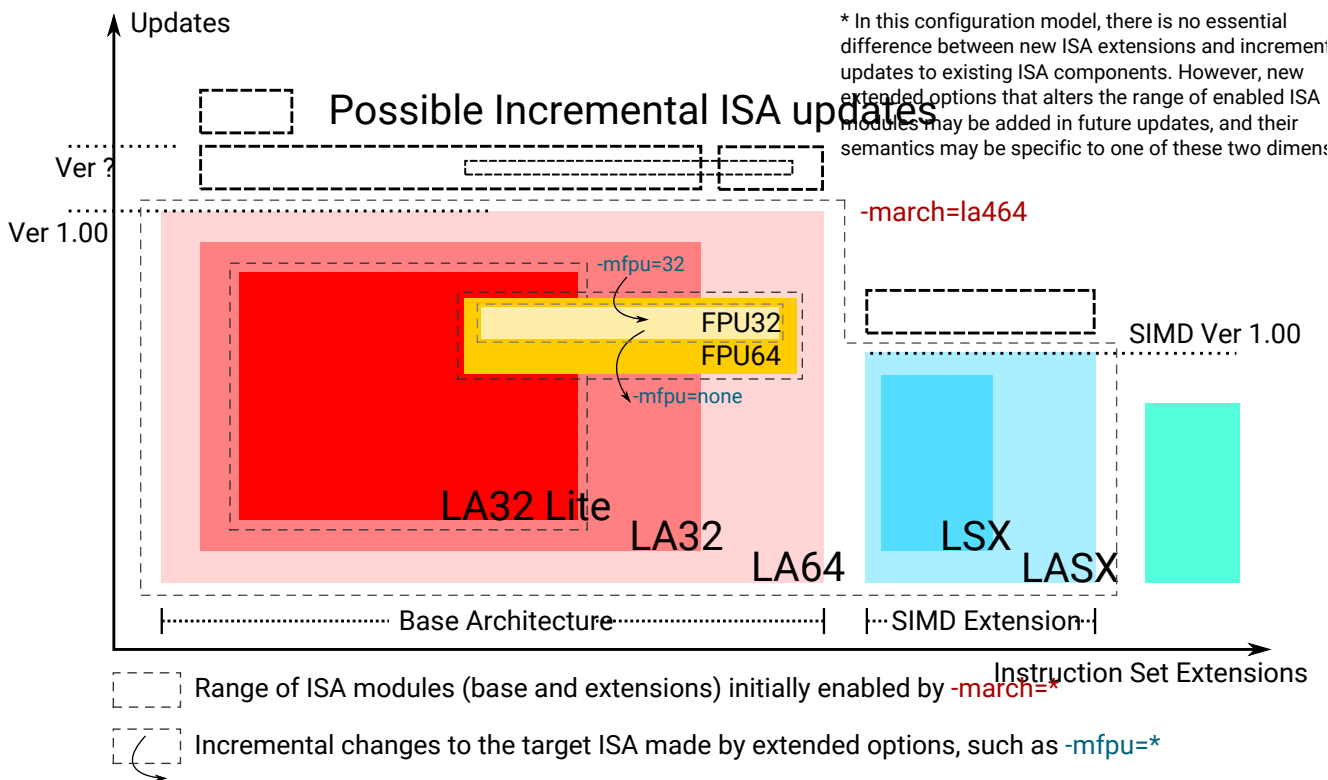 Updates
* In this configuration model, there is no essential
difference between new ISA extensions and increment
updates to existing ISA components. However, new
extended options that alters the range of enabled ISA
modules may be added in future updates, and their
semantics may be specific to one of these two dimens
Possible Incremental ISA updates
Ver ?
Ver 1.00
-march=la464
-mfpu=32
FPU32
FPU64
-mfpu=none
SIMD Ver 1.00
LA32 Lite
LA32
LA64
LSX
LASX
Base Architecture
SIMD Extension
Instruction Set Extensions
Range of ISA modules (base and extensions) initially enabled by -march=*
Incremental changes to the target ISA made by extended options, such as -mfpu=*